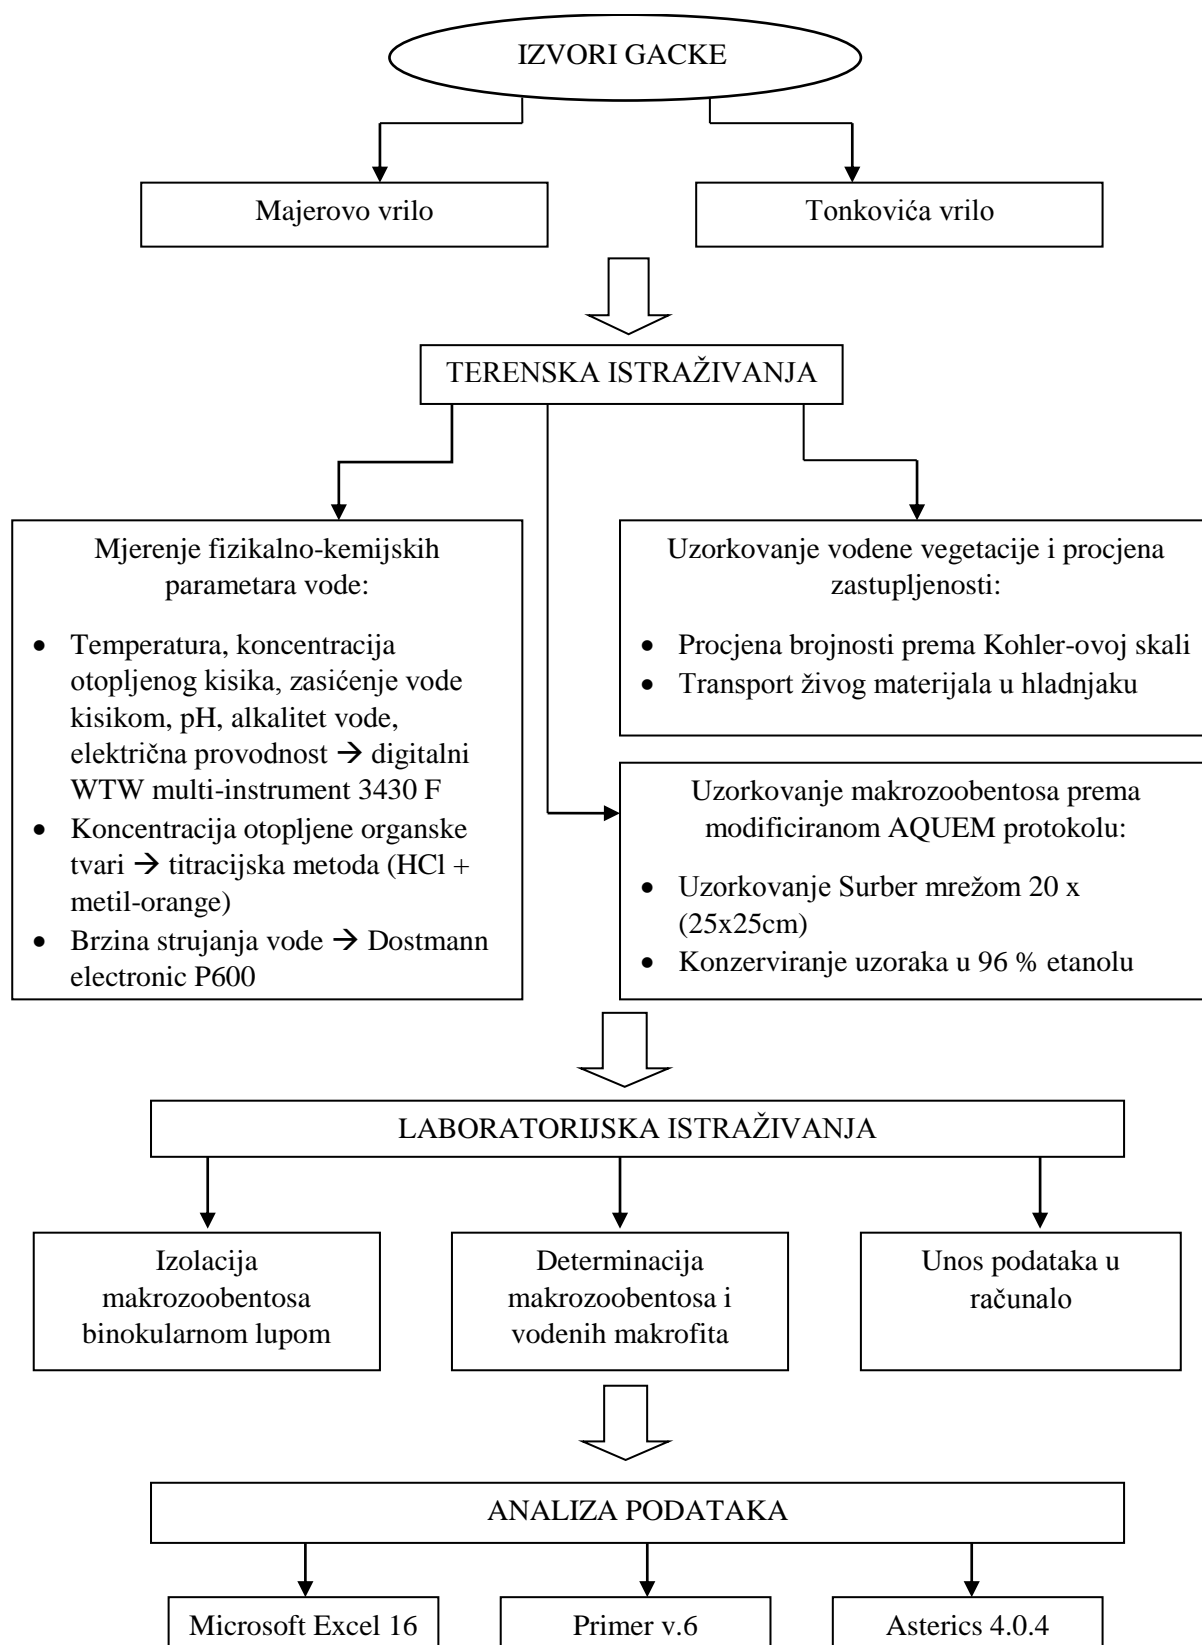 IZVORI GACKE
Majerovo vrilo
Tonkovića vrilo
TERENSKA ISTRAŽIVANJA
Mjerenje fizikalno-kemijskih
parametara vode:
• Temperatura, koncentracija
otopljenog kisika, zasićenje vode
kisikom, pH, alkalitet vode,
električna provodnost → digitalni
WTW multi-instrument 3430 F
• Koncentracija otopljene organske
tvari → titracijska metoda (HCl +
metil-orange)
• Brzina strujanja vode → Dostmann
electronic P600
Uzorkovanje vodene vegetacije i procjena
zastupljenosti:
• Procjena brojnosti prema Kohler-ovoj skali
• Transport živog materijala u hladnjaku
Uzorkovanje makrozoobentosa prema
modificiranom AQUEM protokolu:
• Uzorkovanje Surber mrežom 20 x
(25x25cm)
• Konzerviranje uzoraka u 96 % etanolu
LABORATORIJSKA ISTRAŽIVANJA
Izolacija
makrozoobentosa
binokularnom lupom
Determinacija
makrozoobentosa i
vodenih makrofita
Unos podataka u
računalo
ANALIZA PODATAKA
Microsoft Excel 16
Primer v.6
Asterics 4.0.4